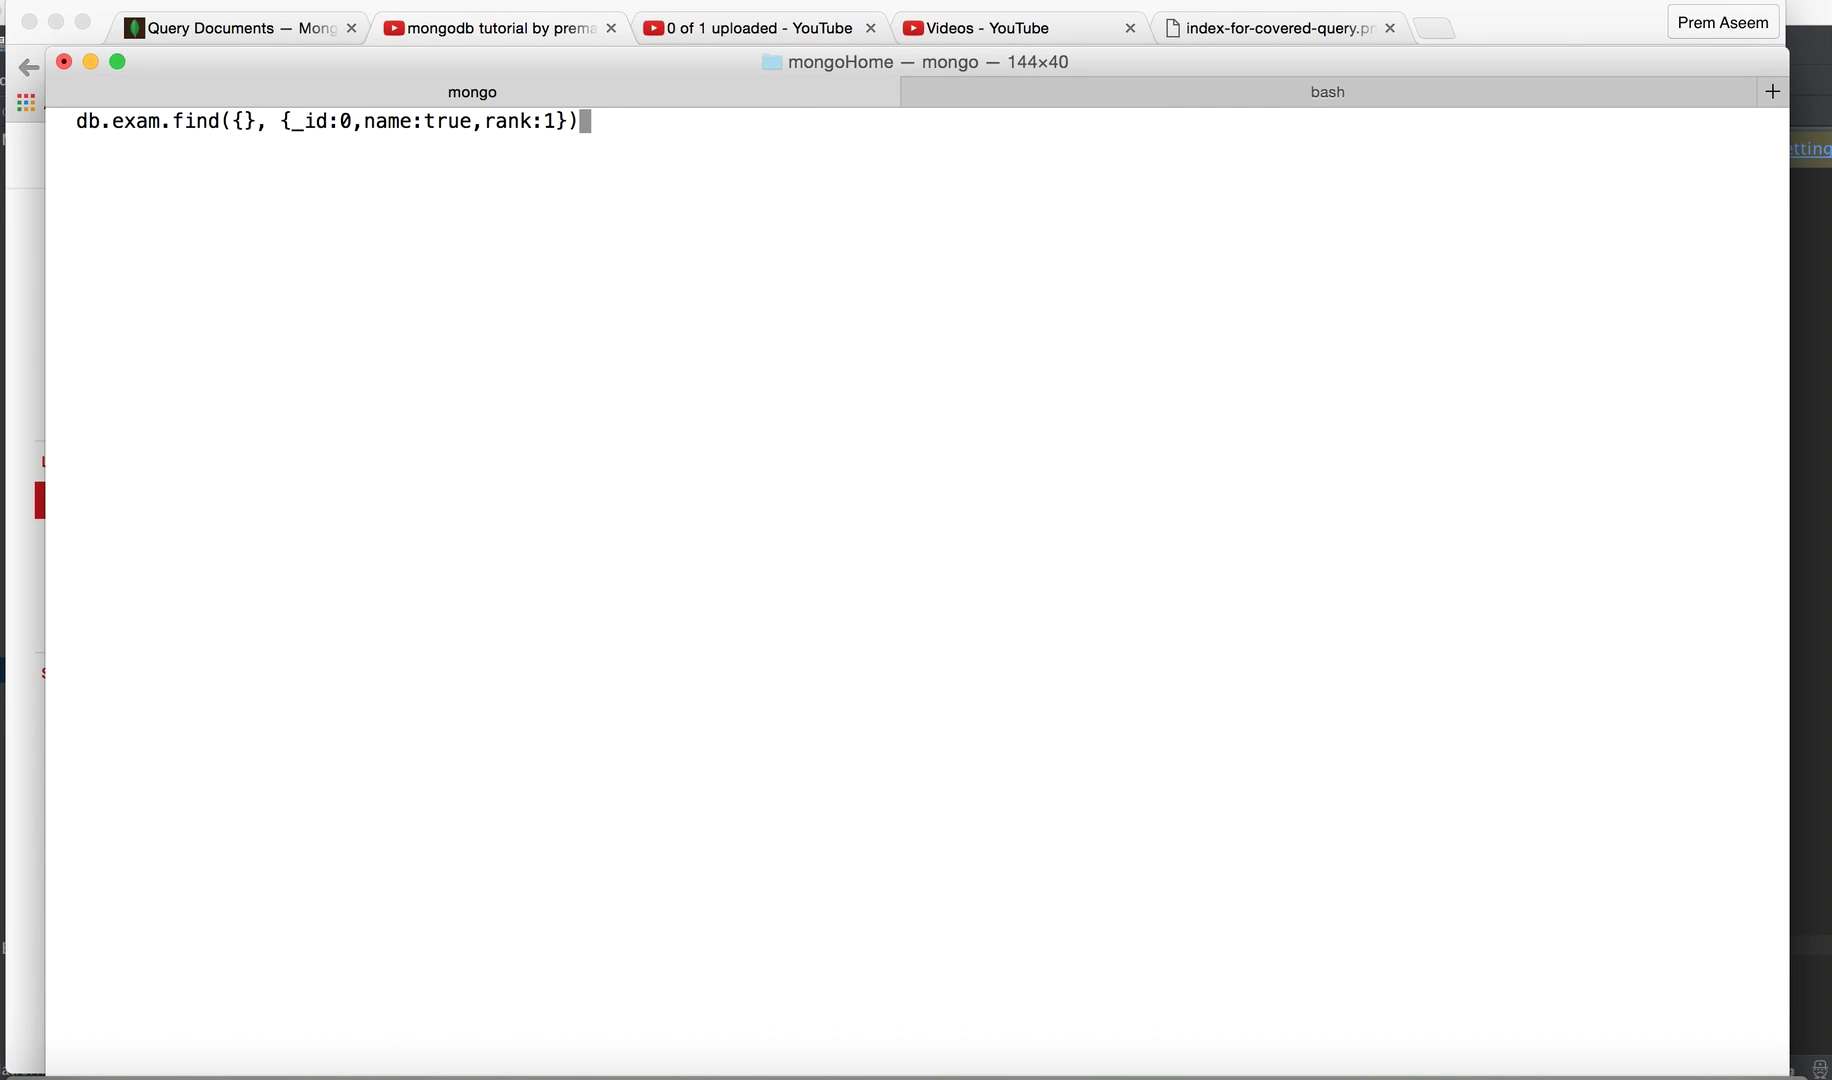 Query Documents — Mong
mongodb tutorial by prema
0 of 1 uploaded - YouTube
Videos - YouTube
index-for-covered-query.pr
Prem Aseem
mongoHome — mongo — 144×40
mongo
bash
db.exam.find({}, {_id:0,name:true,rank:1})
etting